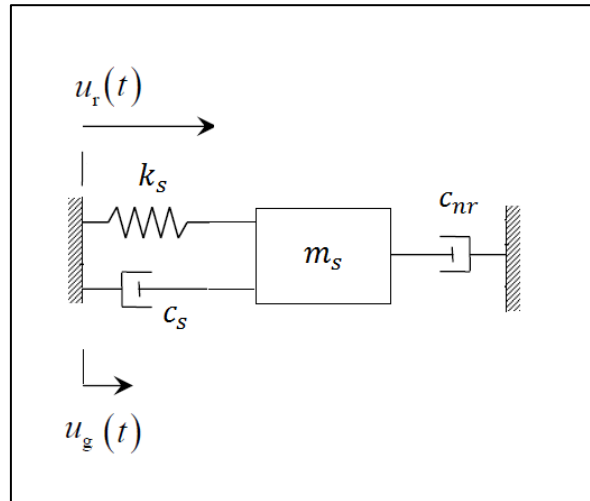 u_r(t)
k_s
c_nr
m_s
c_s
u_g (t)